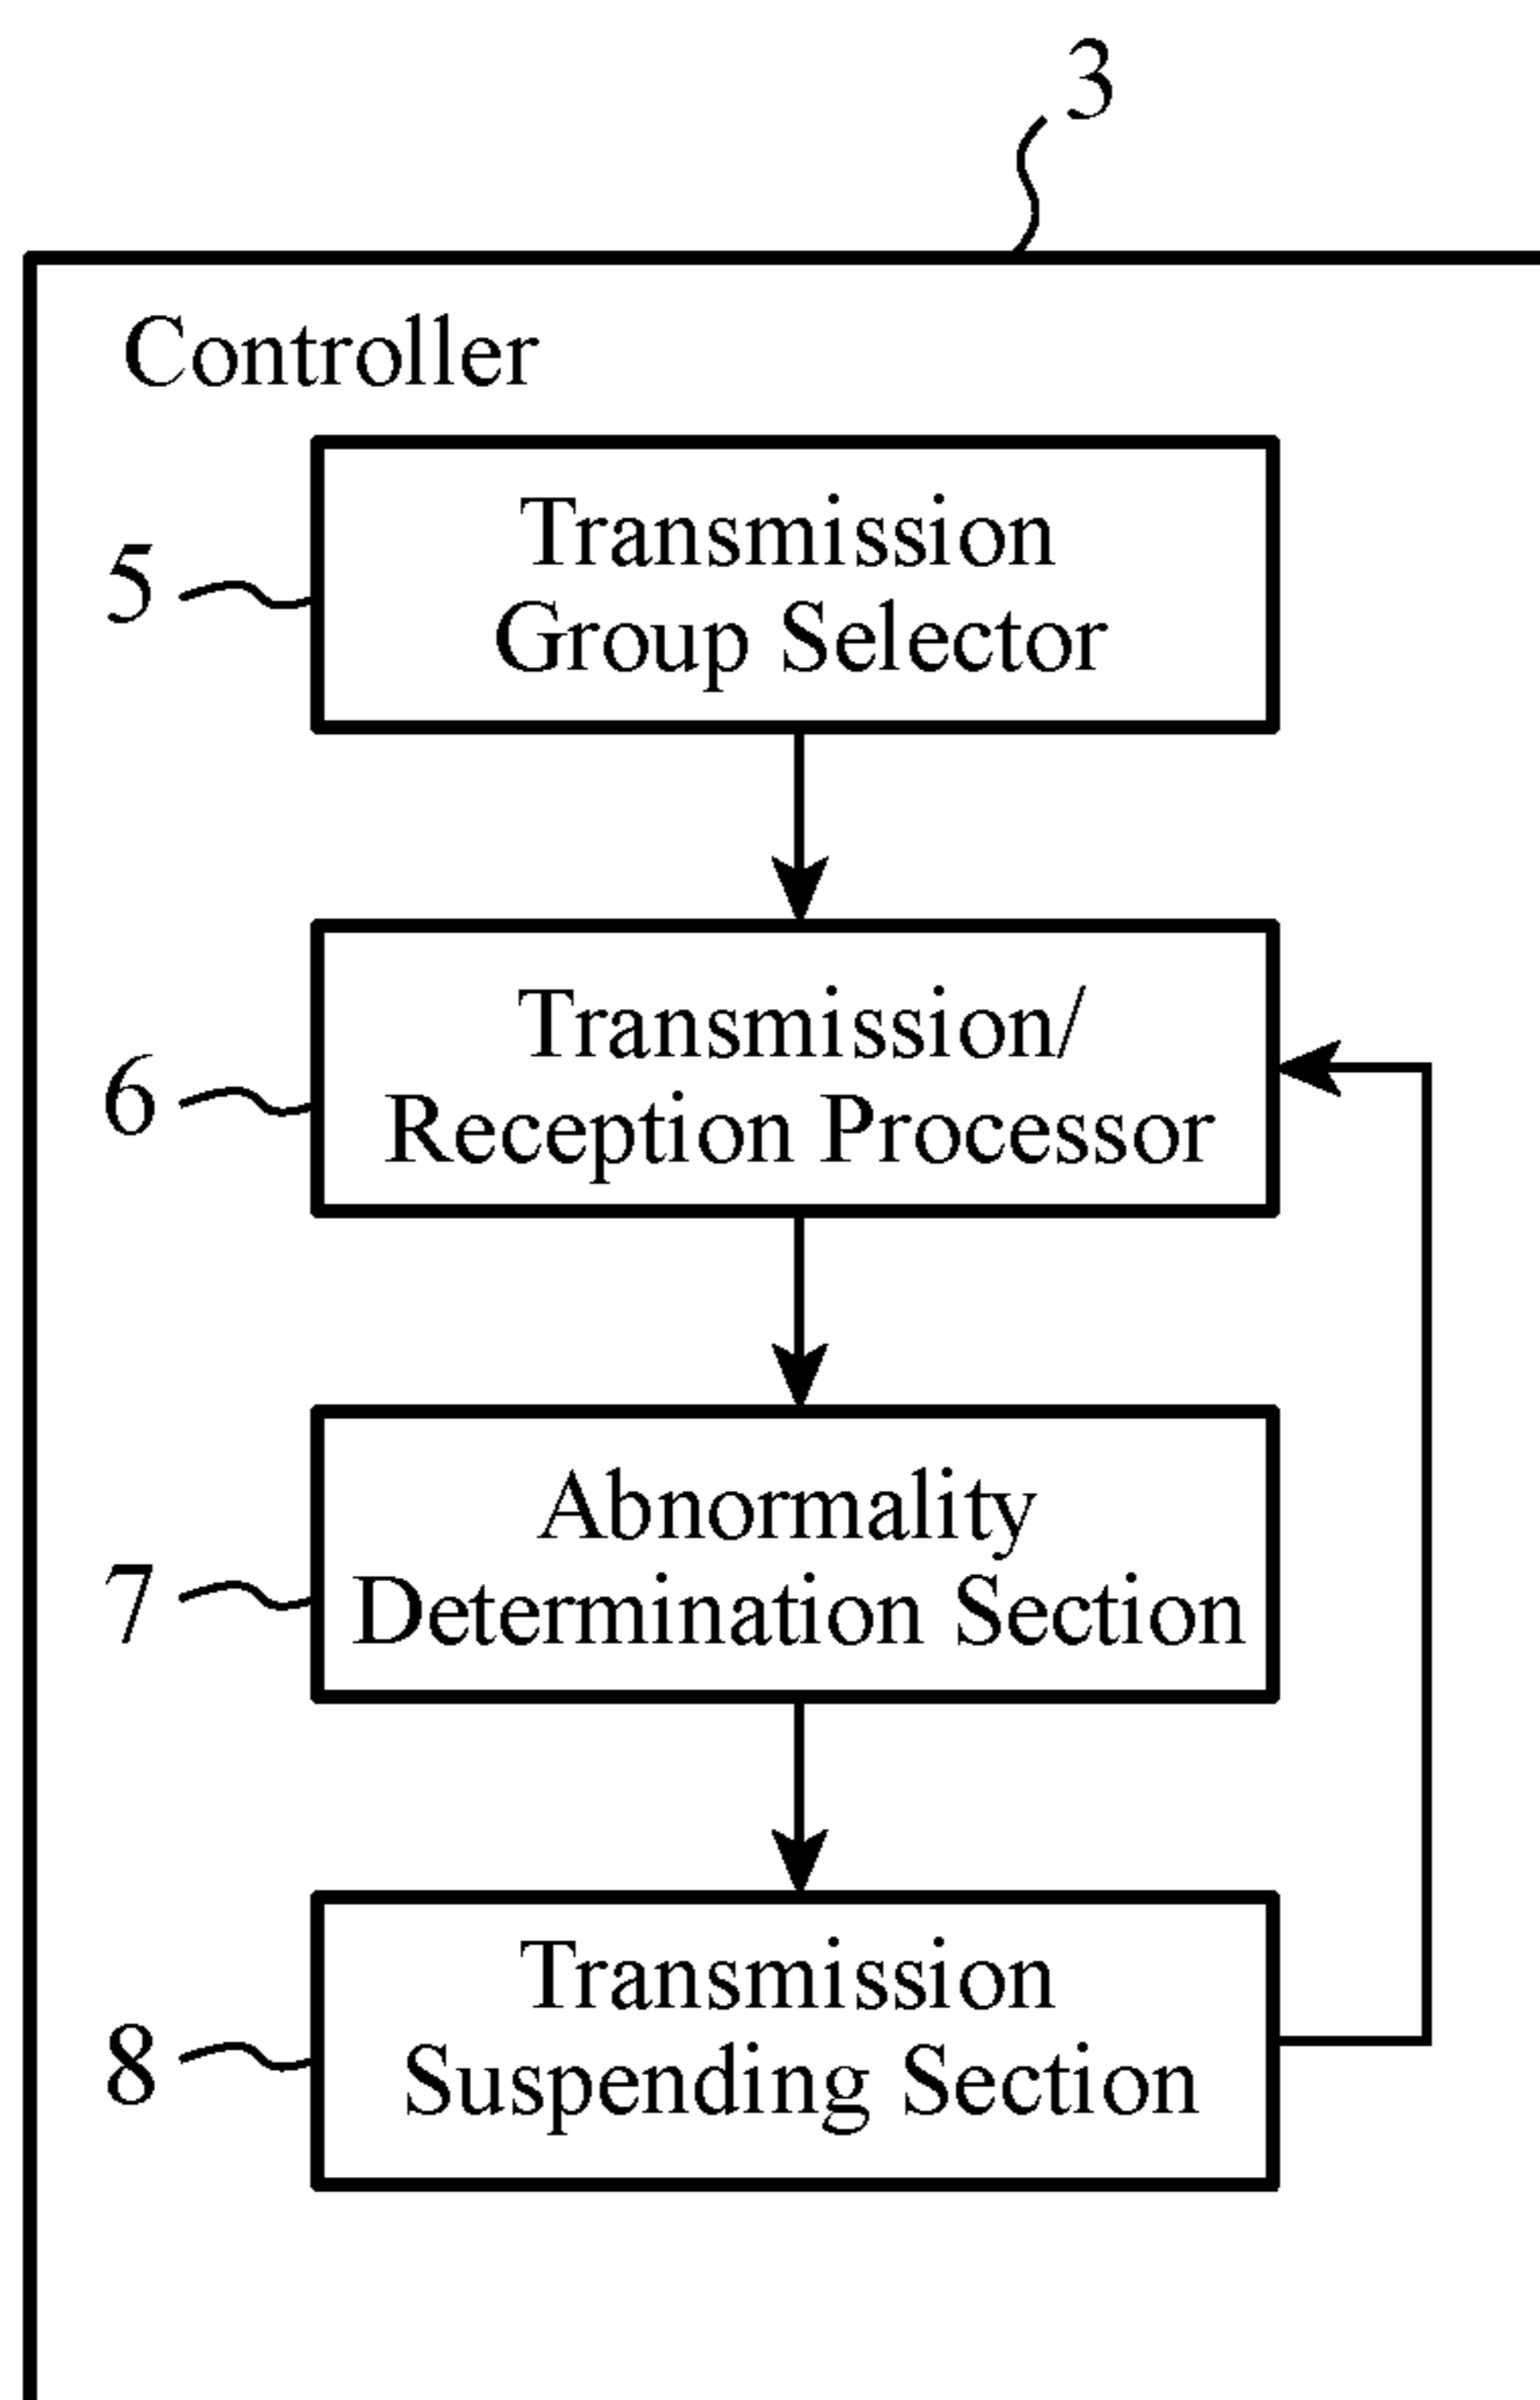 3
Controller
5
Transmission
Group Selector
6
Transmission/
Reception Processor
7
Abnormality
Determination Section
8
Transmission
Suspending Section